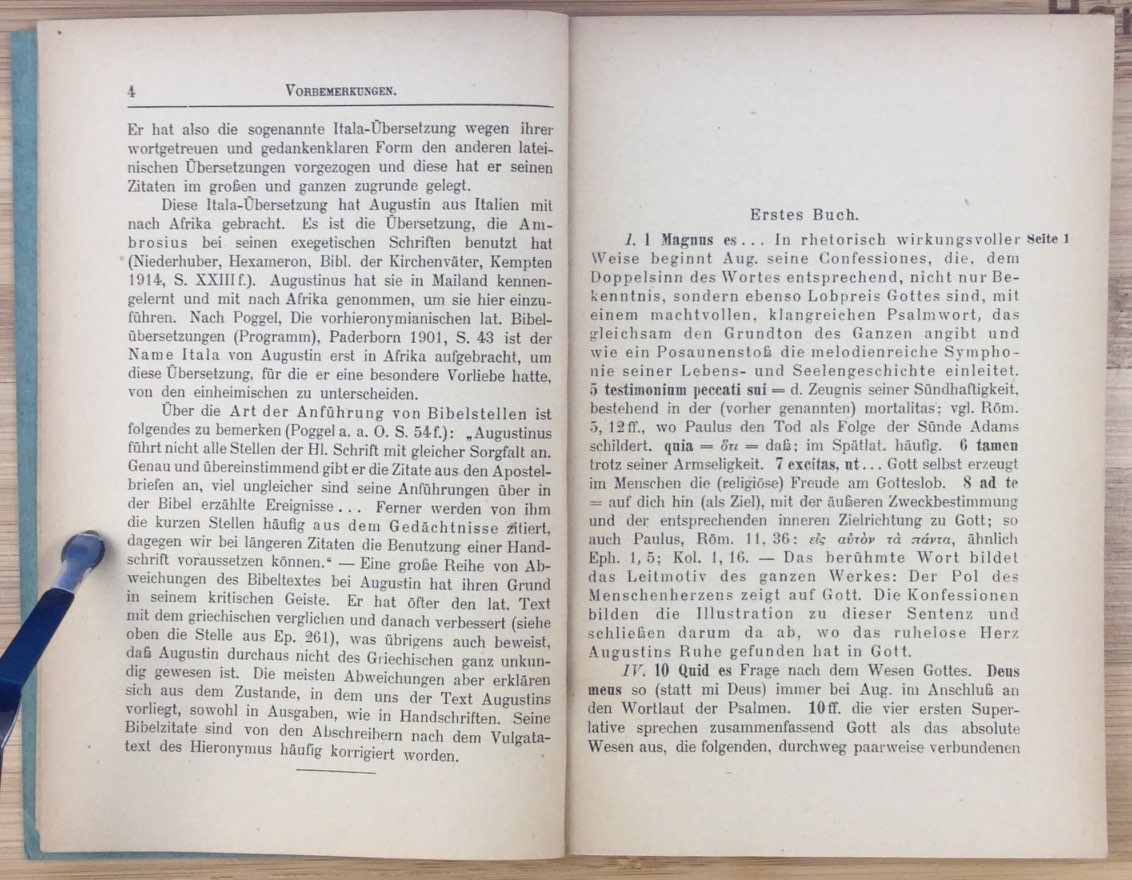 4 VORBEMERKUNGEN.
Er hat also die sogenannte Itala-Übersetzung wegen ihrer
wortgetreuen und gedankenklaren Form den anderen latei-
nischen Übersetzungen vorgezogen und diese hat er seinen
Zitaten im großen und ganzen zugrunde gelegt.
Diese Itala-Übersetzung hat Augustin aus Italien mit
nach Afrika gebracht. Es ist die Übersetzung, die Am-
brosius bei seinen exegetischen Schriften benutzt hat
(Niederhuber, Hexameron, Bibl. der Kirchenväter, Kempten
1914, S. XXIII f.). Augustinus hat sie in Mailand kennen-
gelernt und mit nach Afrika genommen, um sie hier einzu-
führen. Nach Poggel, Die vorhieronymianischen lat. Bibel-
übersetzungen (Programm), Paderborn 1901, S. 43 ist der
Name Itala von Augustin erst in Afrika aufgebracht, um
diese Übersetzung, für die er eine besondere Vorliebe hatte,
von den einheimischen zu unterscheiden.
Über die Art der Anführung von Bibelstellen ist
folgendes zu bemerken (Poggel a. a. O. S. 54f.): „Augustinus
führt nicht alle Stellen der Hl. Schrift mit gleicher Sorgfalt an.
Genau und übereinstimmend gibt er die Zitate aus den Apostel-
briefen an, viel ungleicher sind seine Anführungen über in
der Bibel erzählte Ereignisse... Ferner werden von ihm
die kurzen Stellen häufig aus dem Gedächtnisse zitiert,
dagegen wir bei längeren Zitaten die Benutzung einer Hand-
schrift voraussetzen können.“ — Eine große Reihe von Ab-
weichungen des Bibeltextes bei Augustin hat ihren Grund
in seinem kritischen Geiste. Er hat öfter den lat. Text
mit dem griechischen verglichen und danach verbessert (siehe
oben die Stelle aus Ep. 261), was übrigens auch beweist,
daß Augustin durchaus nicht des Griechischen ganz unkun-
dig gewesen ist. Die meisten Abweichungen aber erklären
sich aus dem Zustande, in dem uns der Text Augustins
vorliegt, sowohl in Ausgaben, wie in Handschriften. Seine
Bibelzitate sind von den Abschreibern nach dem Vulgata-
text des Hieronymus häufig korrigiert worden.
Erstes Buch.
I. 1 Magnus es... In rhetorisch wirkungsvoller Seite 1
Weise beginnt Aug. seine Confessiones, die, dem
Doppelsinn des Wortes entsprechend, nicht nur Be-
kenntnis, sondern ebenso Lobpreis Gottes sind, mit
einem machtvollen, klangreichen Psalmwort, das
gleichsam den Grundton des Ganzen angibt und
wie ein Posaunenstoß die melodienreiche Sympho-
nie seiner Lebens- und Seelengeschichte einleitet.
5 testimonium peccati sui = d. Zeugnis seiner Sündhaftigkeit,
bestehend in der (vorher genannten) mortalitas; vgl. Röm.
5, 12 ff., wo Paulus den Tod als Folge der Sünde Adams
schildert. quia = ὅτι = daß; im Spätlat. häufig. 6 tamen
trotz seiner Armseligkeit. 7 excitas, ut... Gott selbst erzeugt
im Menschen die (religiöse) Freude am Gotteslob. 8 ad te
= auf dich hin (als Ziel), mit der äußeren Zweckbestimmung
und der entsprechenden inneren Zielrichtung zu Gott; so
auch Paulus, Röm. 11, 36: εἰς αὐτὸν τὰ πάντα, ähnlich
Eph. 1, 5; Kol. 1, 16. — Das berühmte Wort bildet
das Leitmotiv des ganzen Werkes: Der Pol des
Menschenherzens zeigt auf Gott. Die Konfessionen
bilden die Illustration zu dieser Sentenz und
schließen darum da ab, wo das ruhelose Herz
Augustins Ruhe gefunden hat in Gott.
IV. 10 Quid es Frage nach dem Wesen Gottes. Deus
meus so (statt mi Deus) immer bei Aug. im Anschluß an
den Wortlaut der Psalmen. 10 ff. die vier ersten Super-
lative sprechen zusammenfassend Gott als das absolute
Wesen aus, die folgenden, durchweg paarweise verbundenen